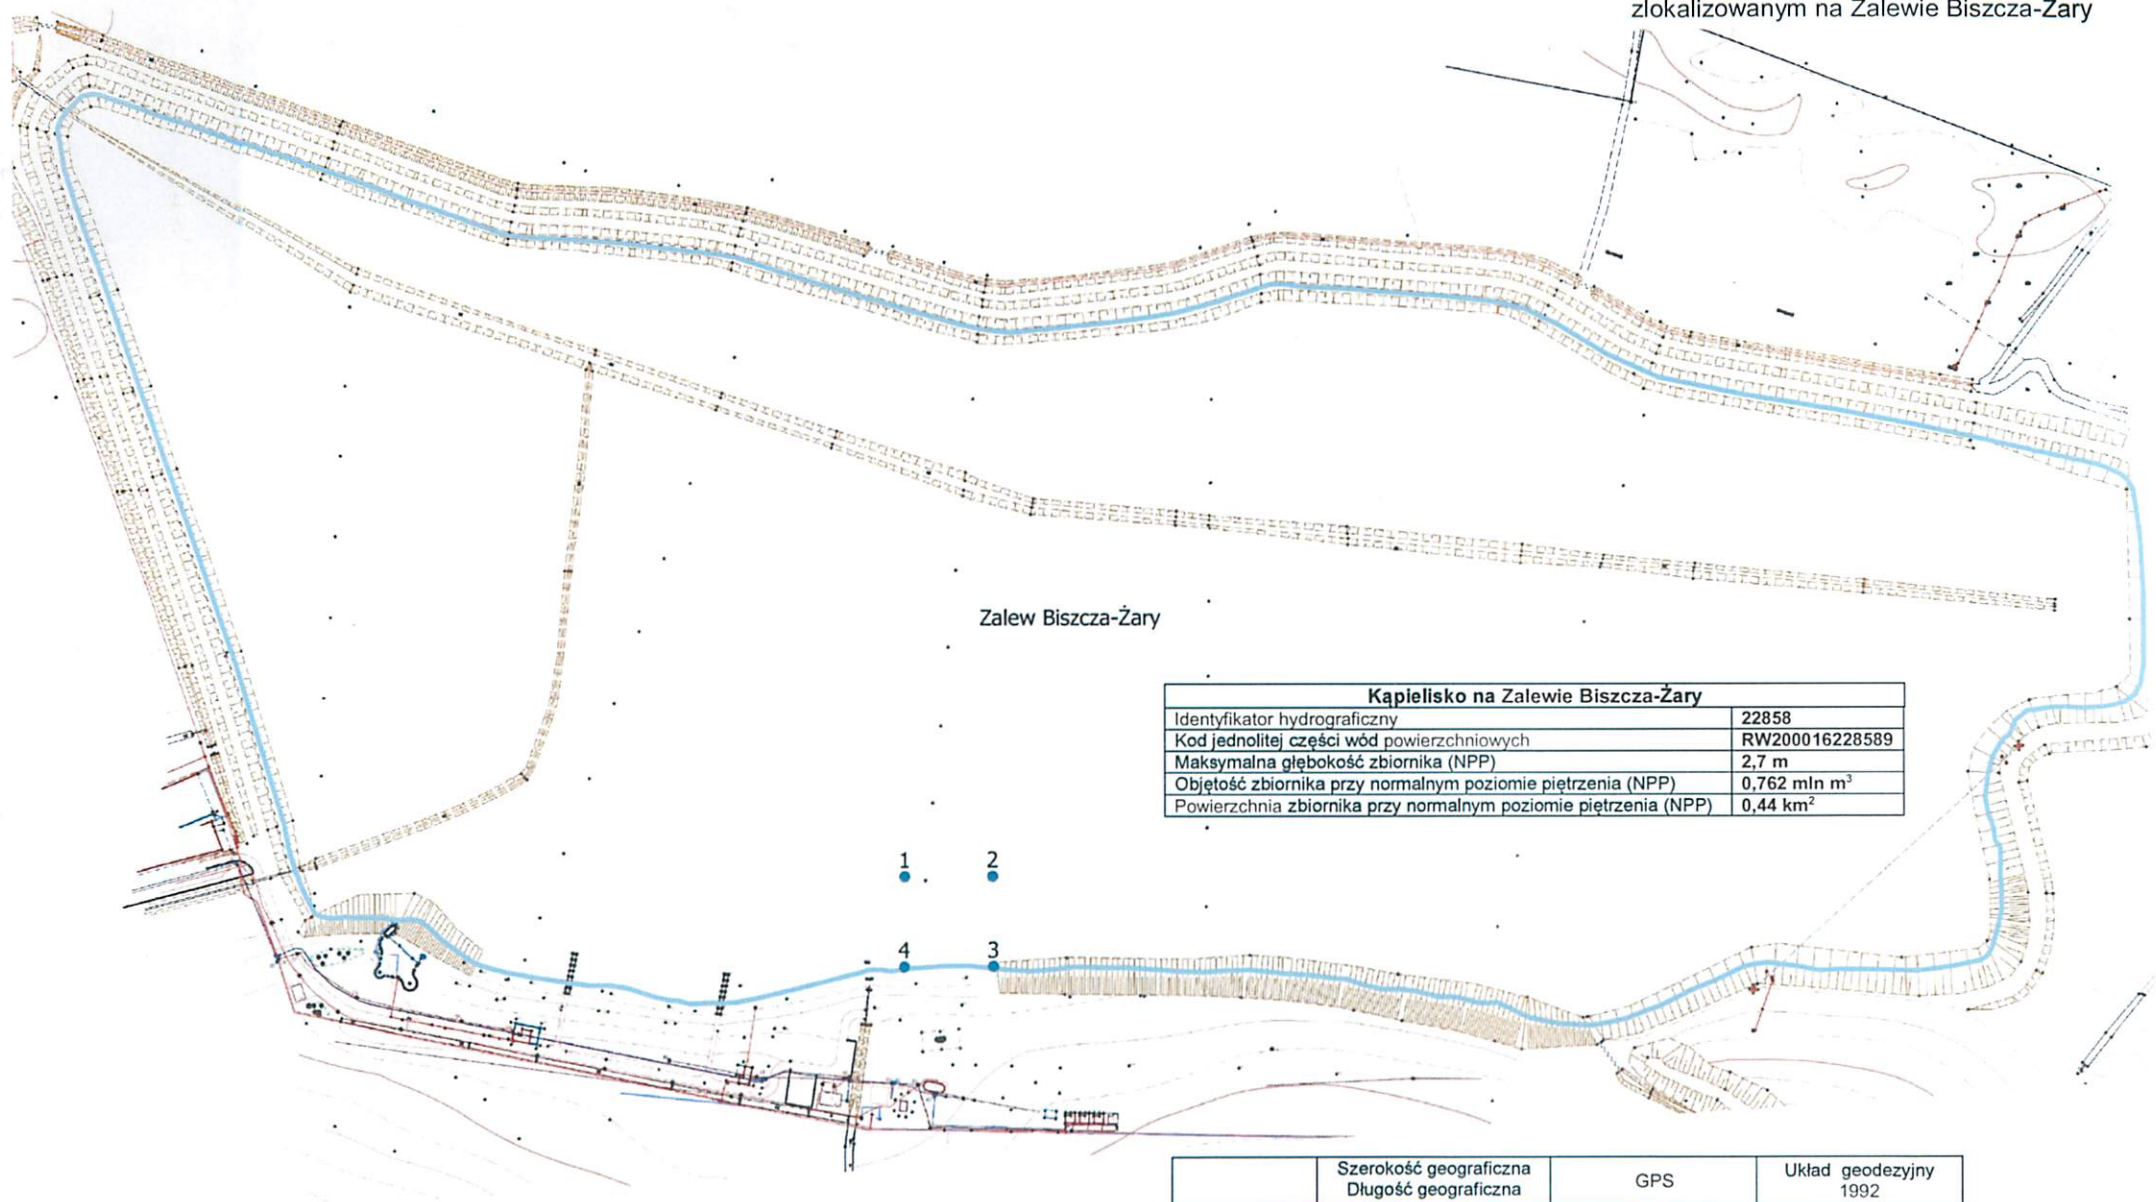 zlokalizowanym na Zalewie Biszcza-Żary
Zalew Biszcza-Żary
Kąpielisko na Zalewie Biszcza-Żary
Identyfikator hydrograficzny 22858
Kod jednolitej części wód powierzchniowych RW200016228589
Maksymalna głębokość zbiornika (NPP) 2,7 m
Objętość zbiornika przy normalnym poziomie piętrzenia (NPP) 0,762 mln m³
Powierzchnia zbiornika przy normalnym poziomie piętrzenia (NPP) 0,44 km²
1 2
4 3
Szerokość geograficzna
Długość geograficzna
GPS
Układ geodezyjny
1992